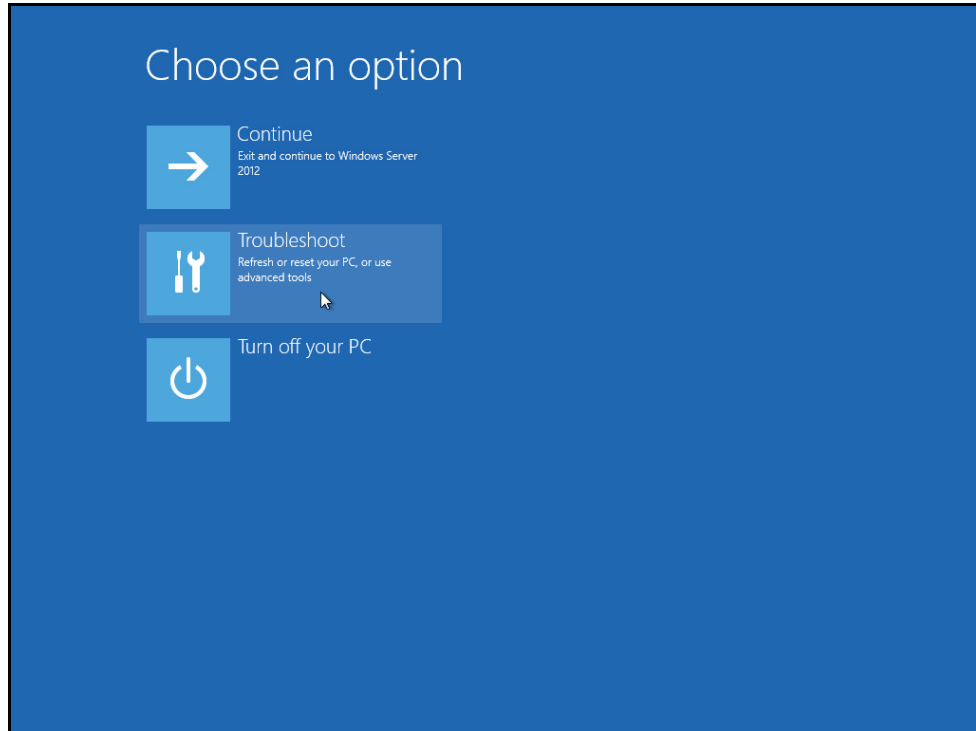 Choose an option
Continue
Exit and continue to Windows Server
2012
Troubleshoot
Refresh or reset your PC, or use
advanced tools
Turn off your PC